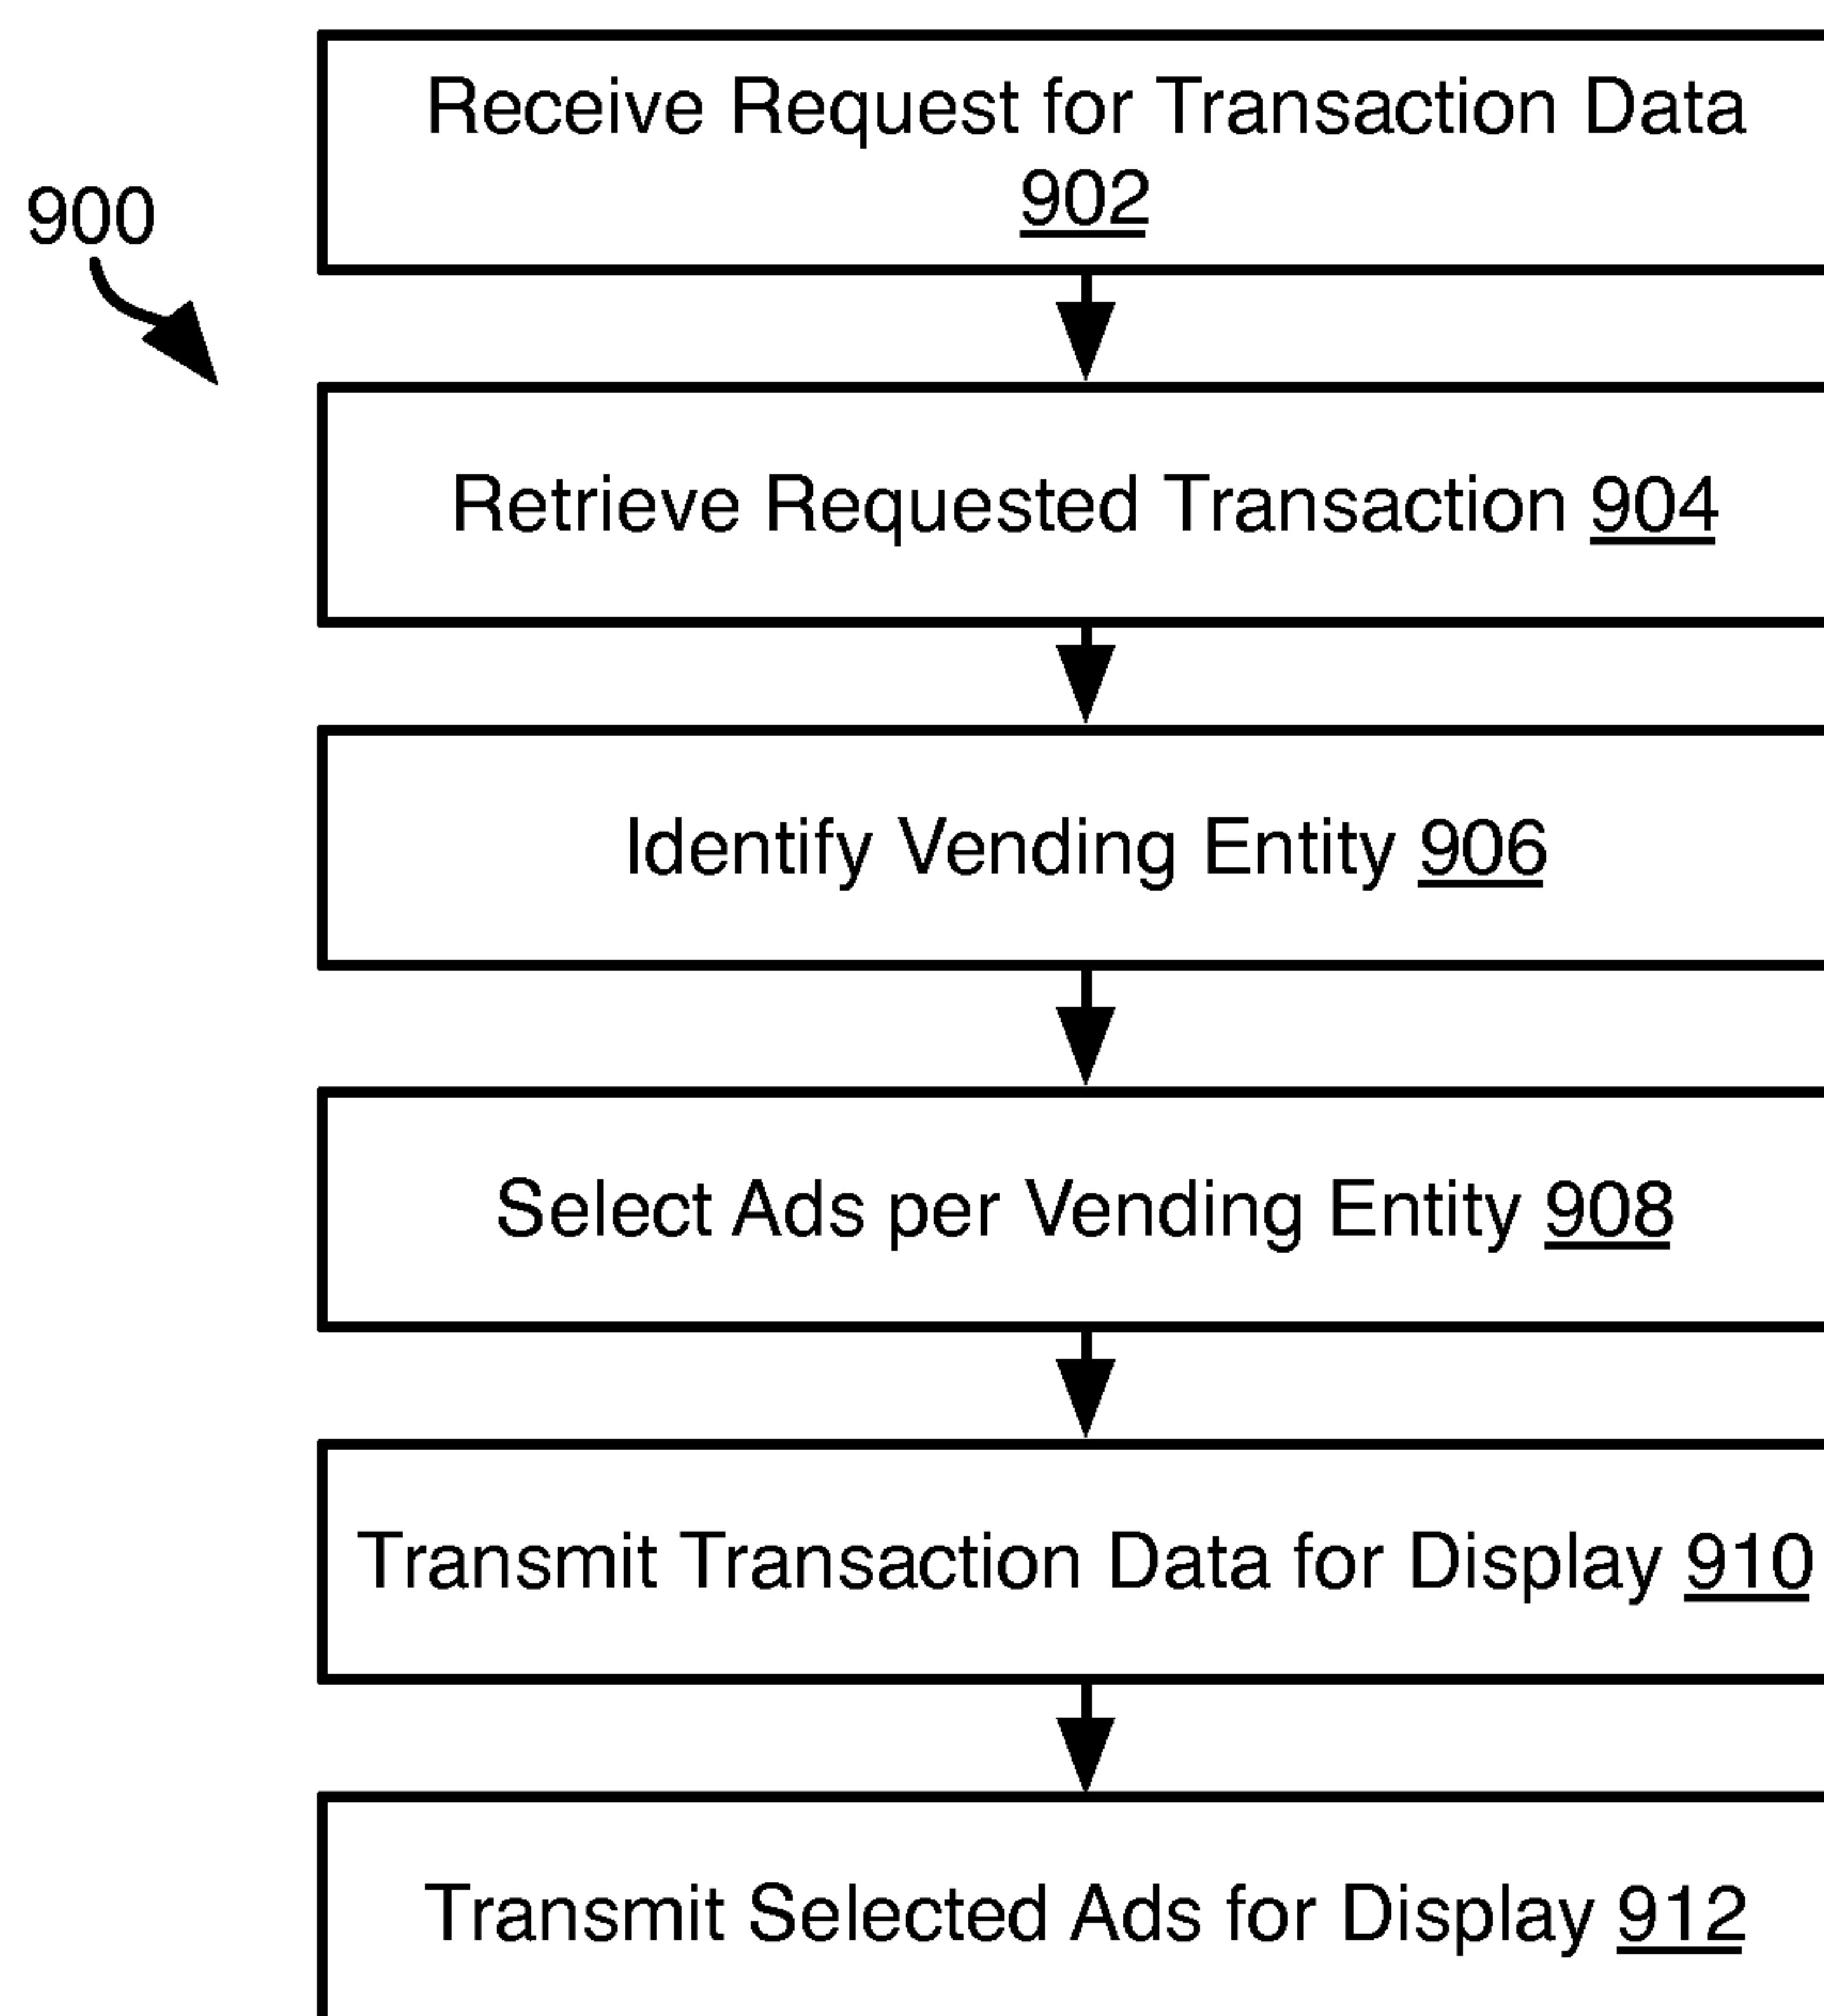 Receive Request for Transaction Data
902
900
Retrieve Requested Transaction 904
Identify Vending Entity 906
Select Ads per Vending Entity 908
Transmit Transaction Data for Display 910
Transmit Selected Ads for Display 912